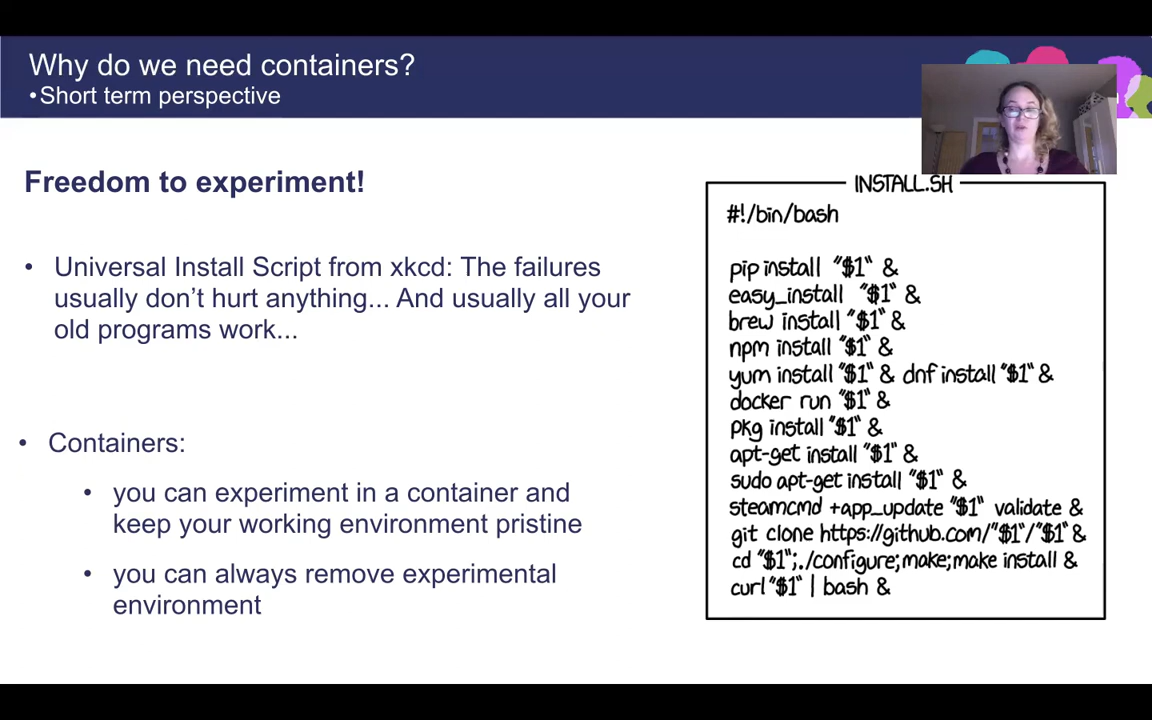 Why do we need containers?
•Short term perspective
Freedom to experiment!
• Universal Install Script from xkcd: The failures
usually don’t hurt anything... And usually all your
old programs work...
• Containers:
• you can experiment in a container and
keep your working environment pristine
• you can always remove experimental
environment
INSTALL.SH
#!/bin/bash
pip install "$1" &
easy_install "$1" &
brew install "$1" &
npm install "$1" &
yum install "$1" & dnf install "$1" &
docker run "$1" &
pkg install "$1" &
apt-get install "$1" &
sudo apt-get install "$1" &
steamcmd +app_update "$1" validate &
git clone https://github.com/"$1"/"$1" &
cd "$1";./configure;make;make install &
curl "$1" | bash &